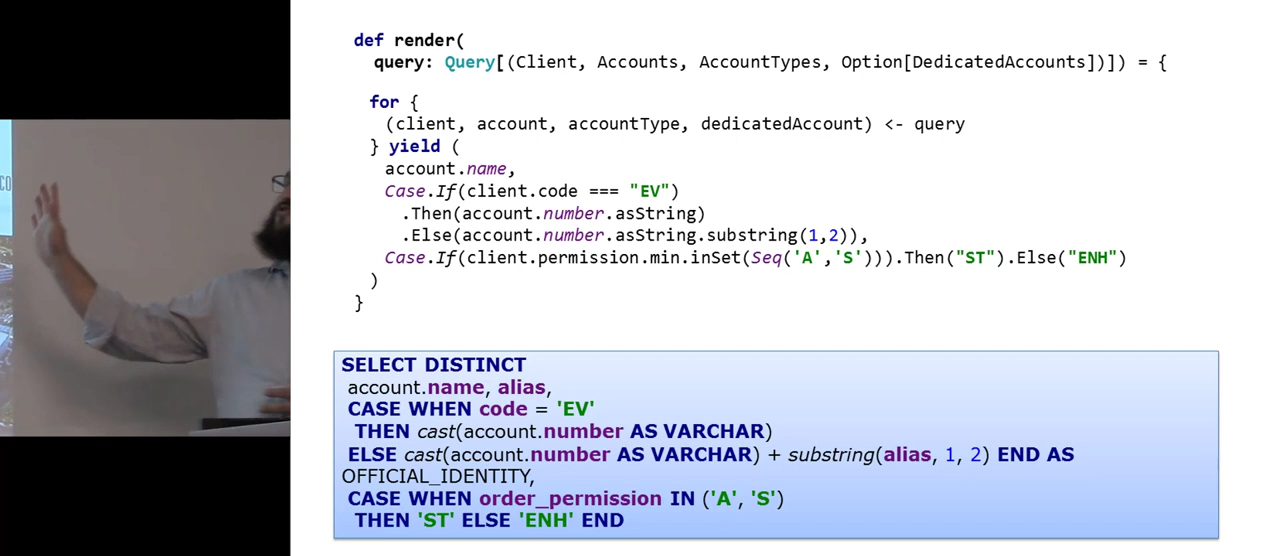 def render(
query: Query[(Client, Accounts, AccountTypes, Option[DedicatedAccounts])]) = {
for {
(client, account, accountType, dedicatedAccount) <- query
} yield (
account.name,
Case.If(client.code === "EV")
.Then(account.number.asString)
.Else(account.number.asString.substring(1,2)),
Case.If(client.permission.min.inSet(Seq('A','S'))).Then("ST").Else("ENH")
)
}
SELECT DISTINCT
account.name, alias,
CASE WHEN code = 'EV'
THEN cast(account.number AS VARCHAR)
ELSE cast(account.number AS VARCHAR) + substring(alias, 1, 2) END AS
OFFICIAL_IDENTITY,
CASE WHEN order_permission IN ('A', 'S')
THEN 'ST' ELSE 'ENH' END